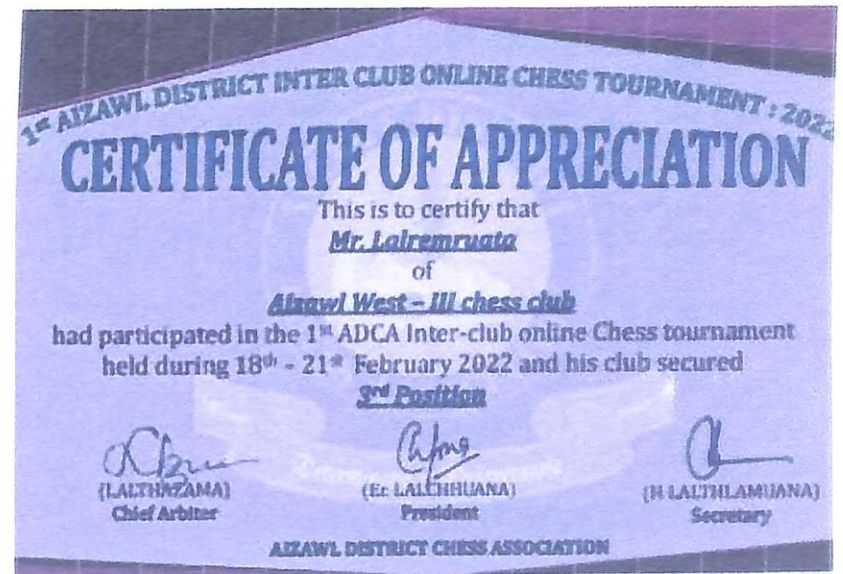 1st AIZAWL DISTRICT INTER CLUB ONLINE CHESS TOURNAMENT : 2022
CERTIFICATE OF APPRECIATION
This is to certify that
Mr. Lalremruata
of
Aizawl West – III chess club
had participated in the 1st ADCA Inter-club online Chess tournament
held during 18th - 21st February 2022 and his club secured
3rd Position
(LALTHAZAMA) (Er. LALCHHUANA) (H LALTHLAMUANA)
Chief Arbiter President Secretary
AIZAWL DISTRICT CHESS ASSOCIATION